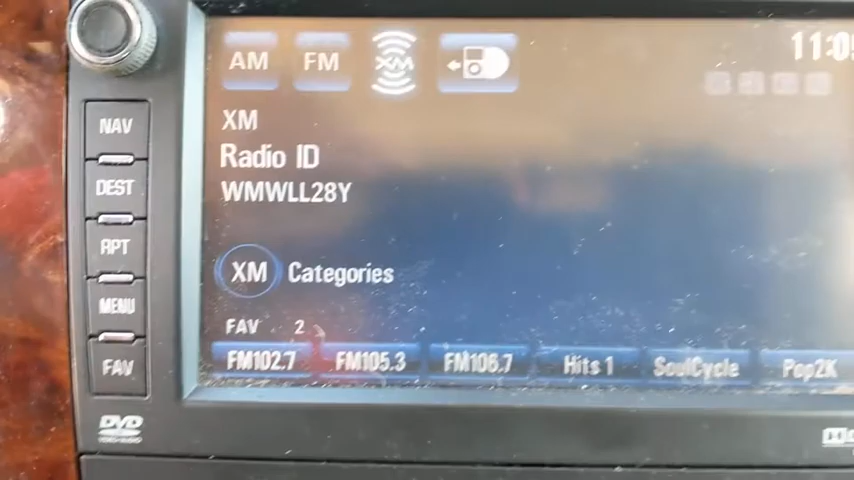 AM FM XM 11:0
NAV
DEST
RPT
MENU
FAV
XM
Radio ID
WMWLL28Y
XM Categories
FAV 2
FM102.7 FM105.3 FM106.7 Hits 1 SoulCycle Pop2K
DVD